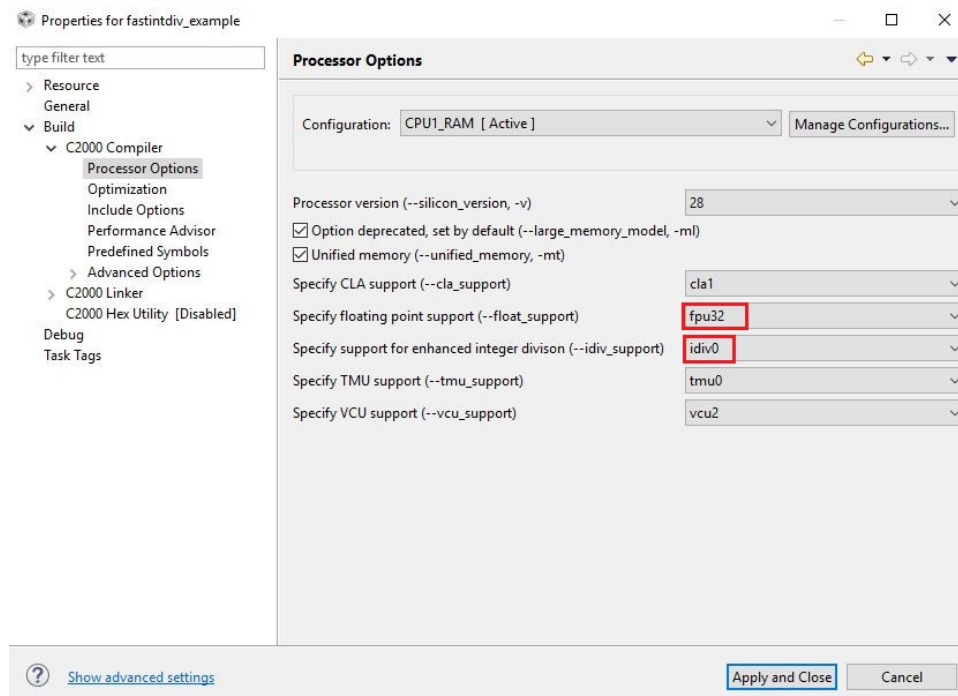 Properties for fastintdiv_example
type filter text
Resource
General
Build
C2000 Compiler
Processor Options
Optimization
Include Options
Performance Advisor
Predefined Symbols
Advanced Options
C2000 Linker
C2000 Hex Utility [Disabled]
Debug
Task Tags
Processor Options
Configuration: CPU1_RAM [ Active ] Manage Configurations...
Processor version (--silicon_version, -v) 28
Option deprecated, set by default (--large_memory_model, -ml)
Unified memory (--unified_memory, -mt)
Specify CLA support (--cla_support) cla1
Specify floating point support (--float_support) fpu32
Specify support for enhanced integer divison (--idiv_support) idiv0
Specify TMU support (--tmu_support) tmu0
Specify VCU support (--vcu_support) vcu2
Show advanced settings Apply and Close Cancel